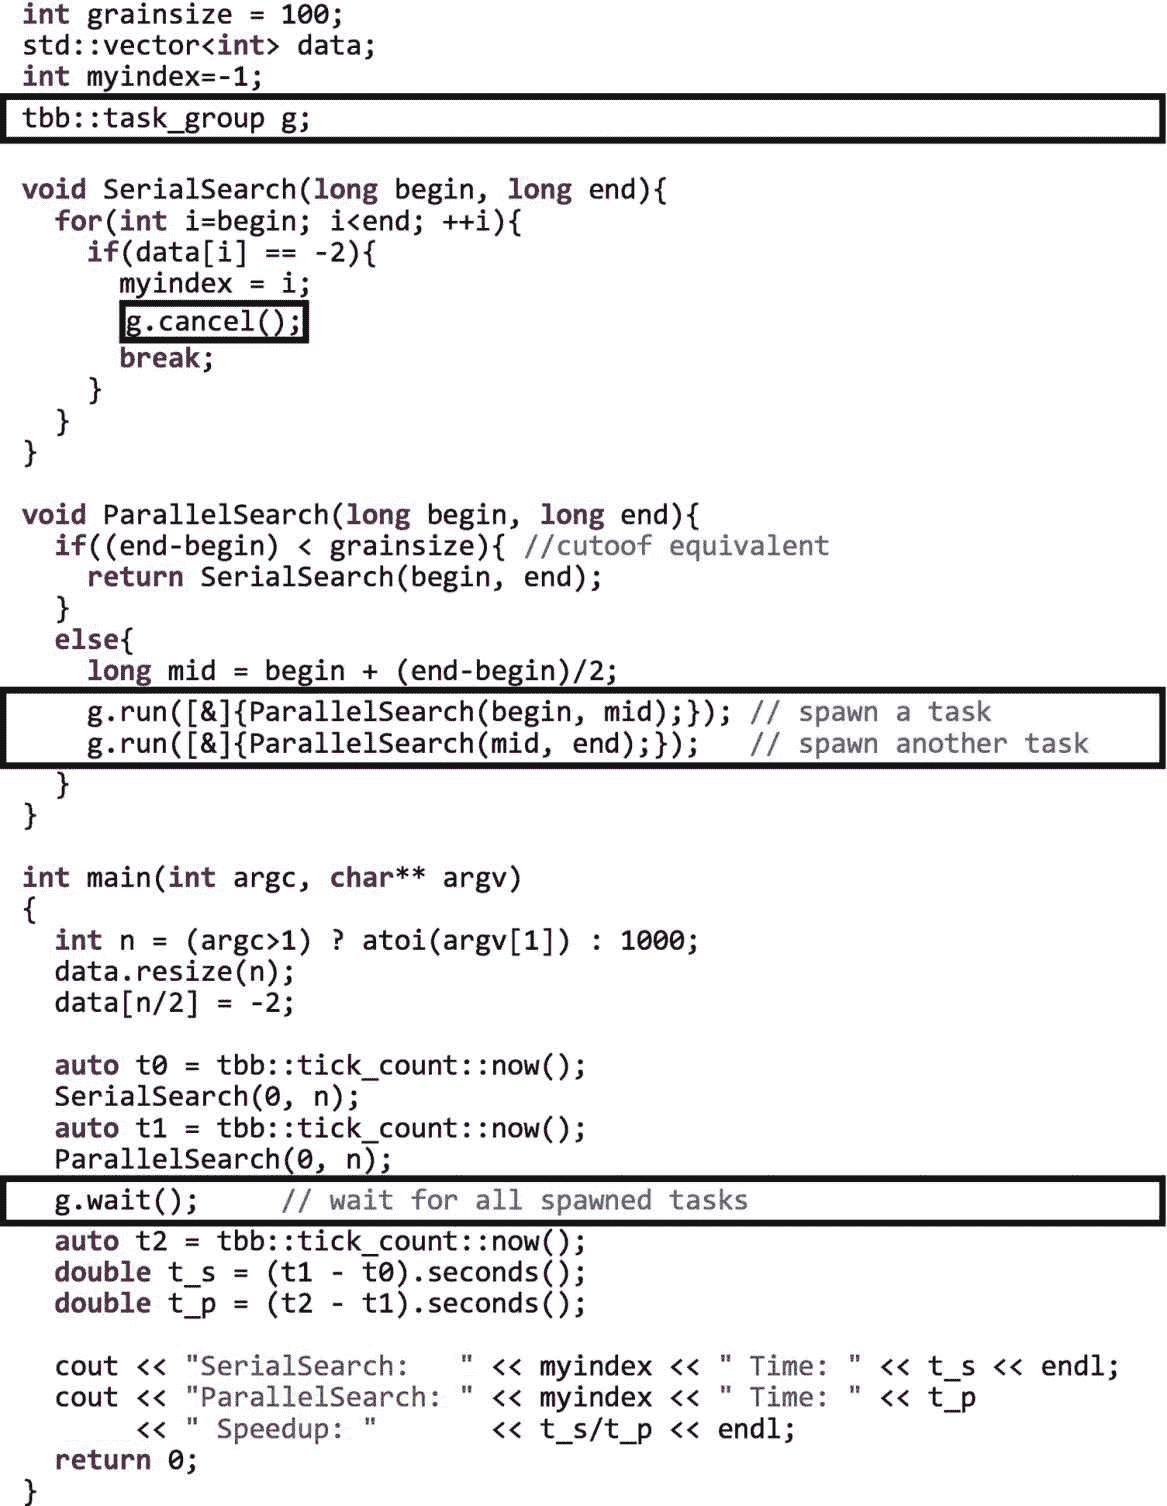 int grainsize = 100;
std::vector<int> data;
int myindex=-1;
tbb::task_group g;

void SerialSearch(long begin, long end){
  for(int i=begin; i<end; ++i){
    if(data[i] == -2){
      myindex = i;
      g.cancel();
      break;
    }
  }
}

void ParallelSearch(long begin, long end){
  if((end-begin) < grainsize){ //cutoof equivalent
    return SerialSearch(begin, end);
  }
  else{
    long mid = begin + (end-begin)/2;
    g.run([&]{ParallelSearch(begin, mid);}); // spawn a task
    g.run([&]{ParallelSearch(mid, end);});   // spawn another task
  }
}

int main(int argc, char** argv)
{
  int n = (argc>1) ? atoi(argv[1]) : 1000;
  data.resize(n);
  data[n/2] = -2;

  auto t0 = tbb::tick_count::now();
  SerialSearch(0, n);
  auto t1 = tbb::tick_count::now();
  ParallelSearch(0, n);
  g.wait();     // wait for all spawned tasks
  auto t2 = tbb::tick_count::now();
  double t_s = (t1 - t0).seconds();
  double t_p = (t2 - t1).seconds();

  cout << "SerialSearch:   " << myindex << " Time: " << t_s << endl;
  cout << "ParallelSearch: " << myindex << " Time: " << t_p
       << " Speedup: "       << t_s/t_p << endl;
  return 0;
}